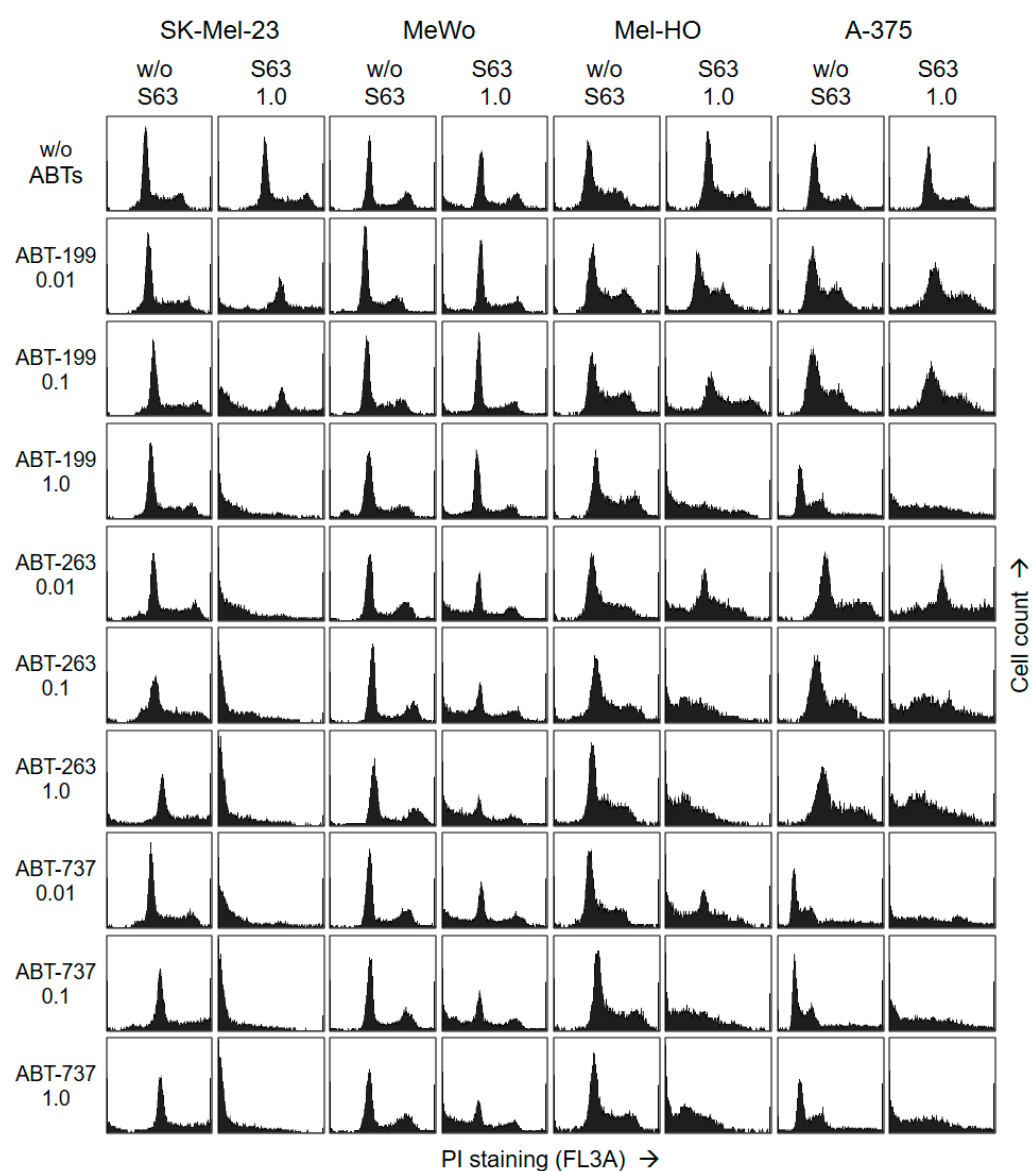 SK-Mel-23 MeWo Mel-HO A-375
w/o S63 w/o S63 w/o S63 w/o S63
S63 1.0 S63 1.0 S63 1.0 S63 1.0
w/o
ABTs
ABT-199
0.01
ABT-199
0.1
ABT-199
1.0
ABT-263
0.01
ABT-263
0.1
ABT-263
1.0
ABT-737
0.01
ABT-737
0.1
ABT-737
1.0
Cell count →
PI staining (FL3A) →